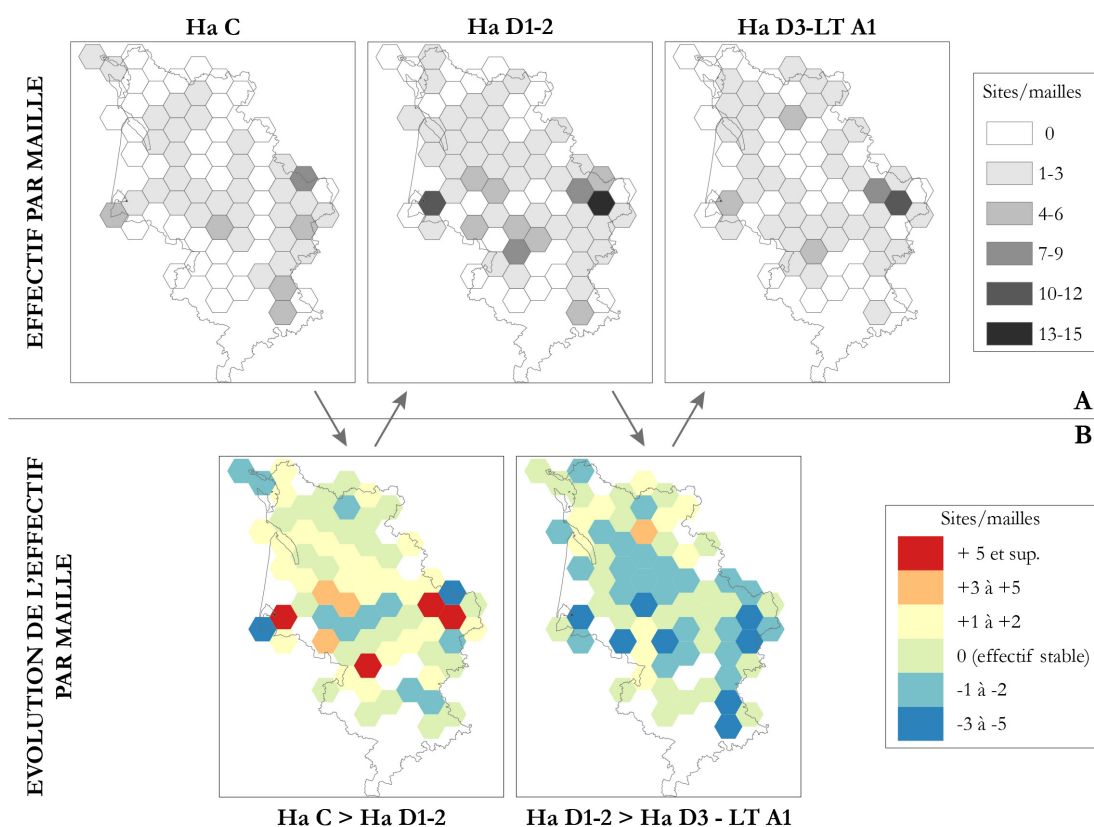 Ha C
Ha D1-2
Ha D3-LT A1
EFFECTIF PAR MAILLE
Sites/mailles
0
1-3
4-6
7-9
10-12
13-15
A
B
EVOLUTION DE L'EFFECTIF
PAR MAILLE
Sites/mailles
+ 5 et sup.
+3 à +5
+1 à +2
0 (effectif stable)
-1 à -2
-3 à -5
Ha C > Ha D1-2
Ha D1-2 > Ha D3 - LT A1